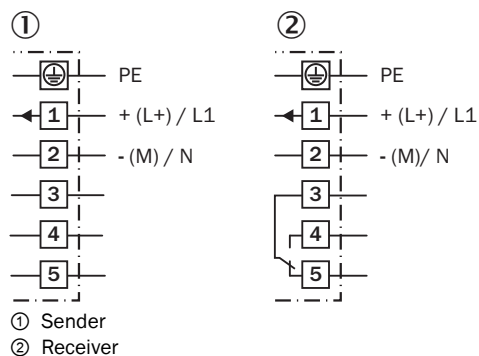 ① ②
PE PE
1 + (L+) / L1 1 + (L+) / L1
2 - (M) / N 2 - (M)/ N
3 3
4 4
5 5
① Sender
② Receiver